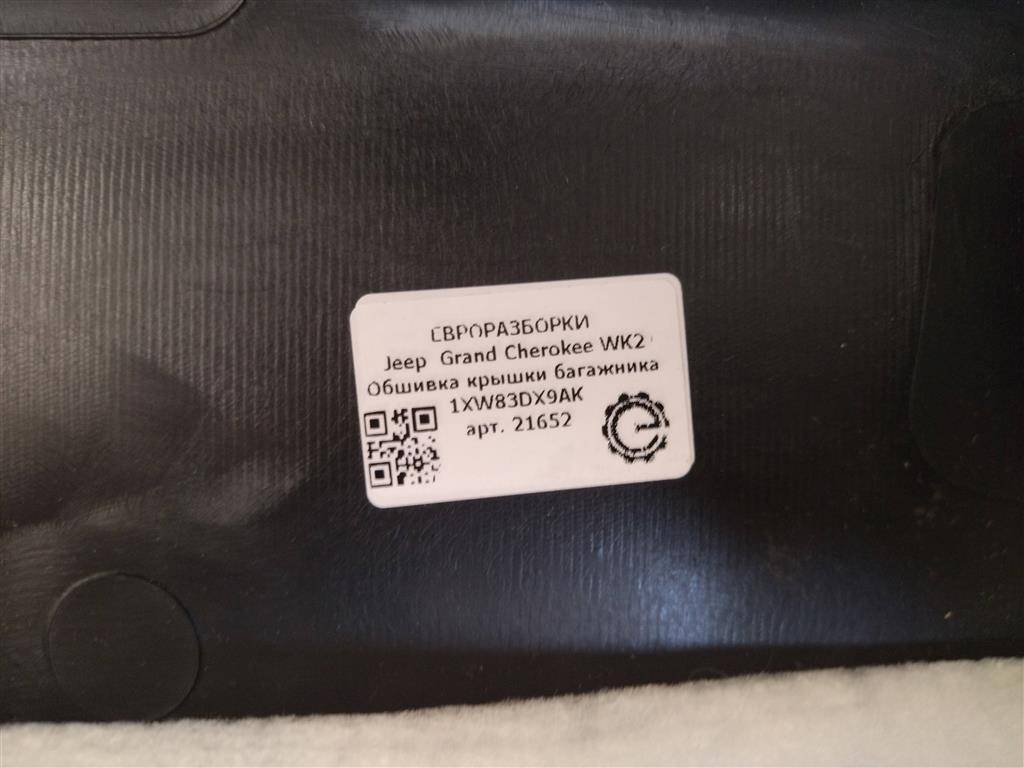 ЕВРОРАЗБОРКИ
Jeep Grand Cherokee WK2
Обшивка крышки багажника
1XW83DX9AK
арт. 21652